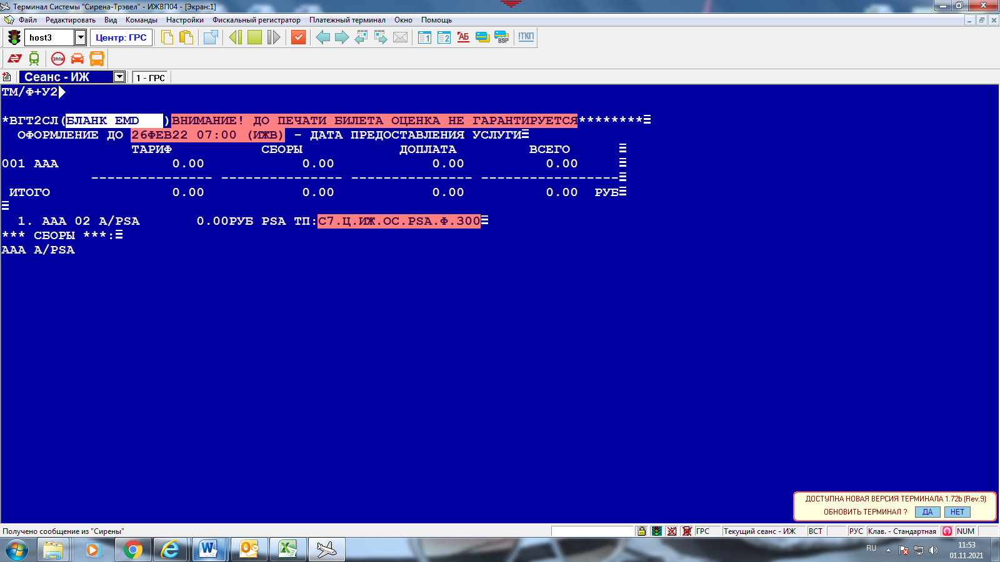 Терминал Системы "Сирена-Трэвел" - ИЖВП04 - [Экран:1]
Файл Редактировать Вид Команды Настройки Фискальный регистратор Платежный терминал Окно Помощь
host3 Центр: ГРС 1 2 АБ BSP !ТКП
ЗАЛЫ
Сеанс - ИЖ 1 - ГРС
ТМ/Ф+У2
*ВГТ2СЛ(БЛАНК EMD )ВНИМАНИЕ! ДО ПЕЧАТИ БИЛЕТА ОЦЕНКА НЕ ГАРАНТИРУЕТСЯ********
ОФОРМЛЕНИЕ ДО 26ФЕВ22 07:00 (ИЖВ) - ДАТА ПРЕДОСТАВЛЕНИЯ УСЛУГИ
ТАРИФ СБОРЫ ДОПЛАТА ВСЕГО
001 ААА 0.00 0.00 0.00 0.00
--------------- --------------- --------------- -----------------
ИТОГО 0.00 0.00 0.00 0.00 РУБ
1. ААА 02 A/PSA 0.00РУБ PSA ТП:С7.Ц.ИЖ.ОС.PSA.Ф.300
*** СБОРЫ ***:
ААА A/PSA
ДОСТУПНА НОВАЯ ВЕРСИЯ ТЕРМИНАЛА 1.72b (Rev.9)
ОБНОВИТЬ ТЕРМИНАЛ ? ДА НЕТ
Получено сообщение из "Сирены" ГРС Текущий сеанс - ИЖ ВСТ РУС Клав. - Стандартная NUM
RU 11:53
01.11.2021